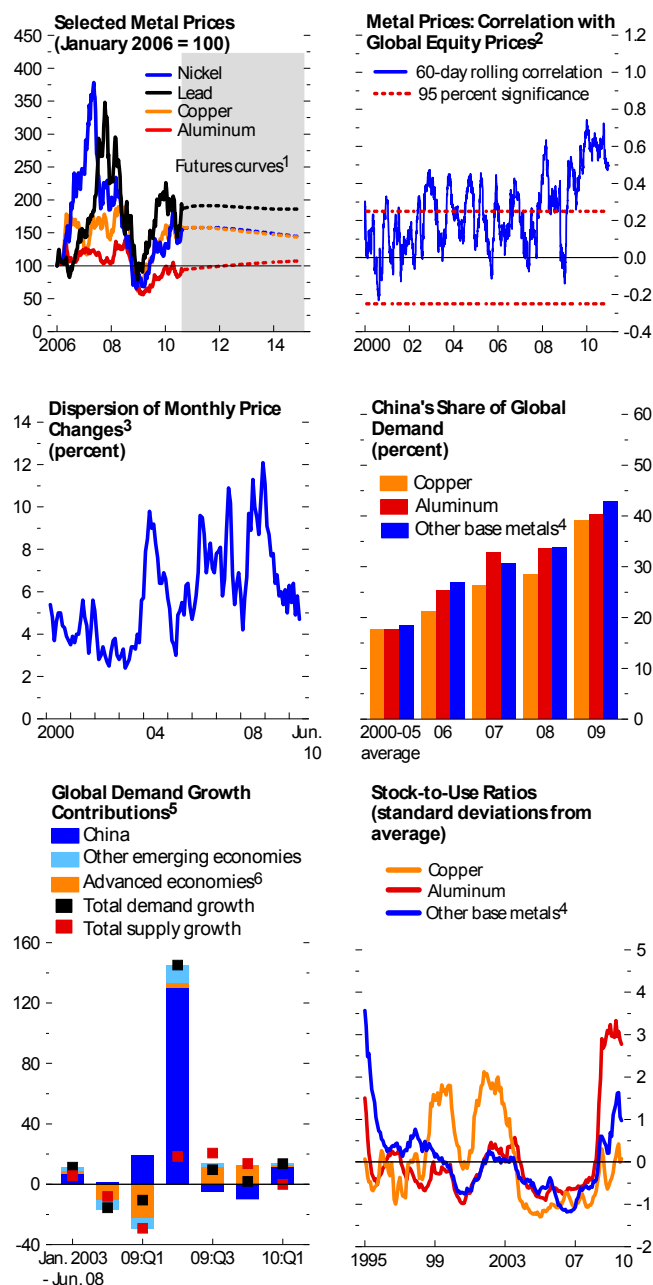 Selected Metal Prices
(January 2006 = 100)
450
400
350
300
250
200
150
100
50
0
Nickel
Lead
Copper
Aluminum
Futures curves1
2006 08 10 12 14
Metal Prices: Correlation with
Global Equity Prices2
1.2
1.0
0.8
0.6
0.4
0.2
0.0
-0.2
-0.4
60-day rolling correlation
95 percent significance
2000 02 04 06 08 10
Dispersion of Monthly Price
Changes3
(percent)
14
12
10
8
6
4
2
0
2000 04 08 Jun.
10
China's Share of Global
Demand
(percent)
60
50
40
30
20
10
0
Copper
Aluminum
Other base metals4
2000-05 06 07 08 09
average
Global Demand Growth
Contributions5
China
Other emerging economies
Advanced economies6
Total demand growth
Total supply growth
160
120
80
40
0
-40
Jan. 2003 09:Q1 09:Q3 10:Q1
- Jun. 08
Stock-to-Use Ratios
(standard deviations from
average)
Copper
Aluminum
Other base metals4
5
4
3
2
1
0
-1
-2
1995 99 2003 07 10